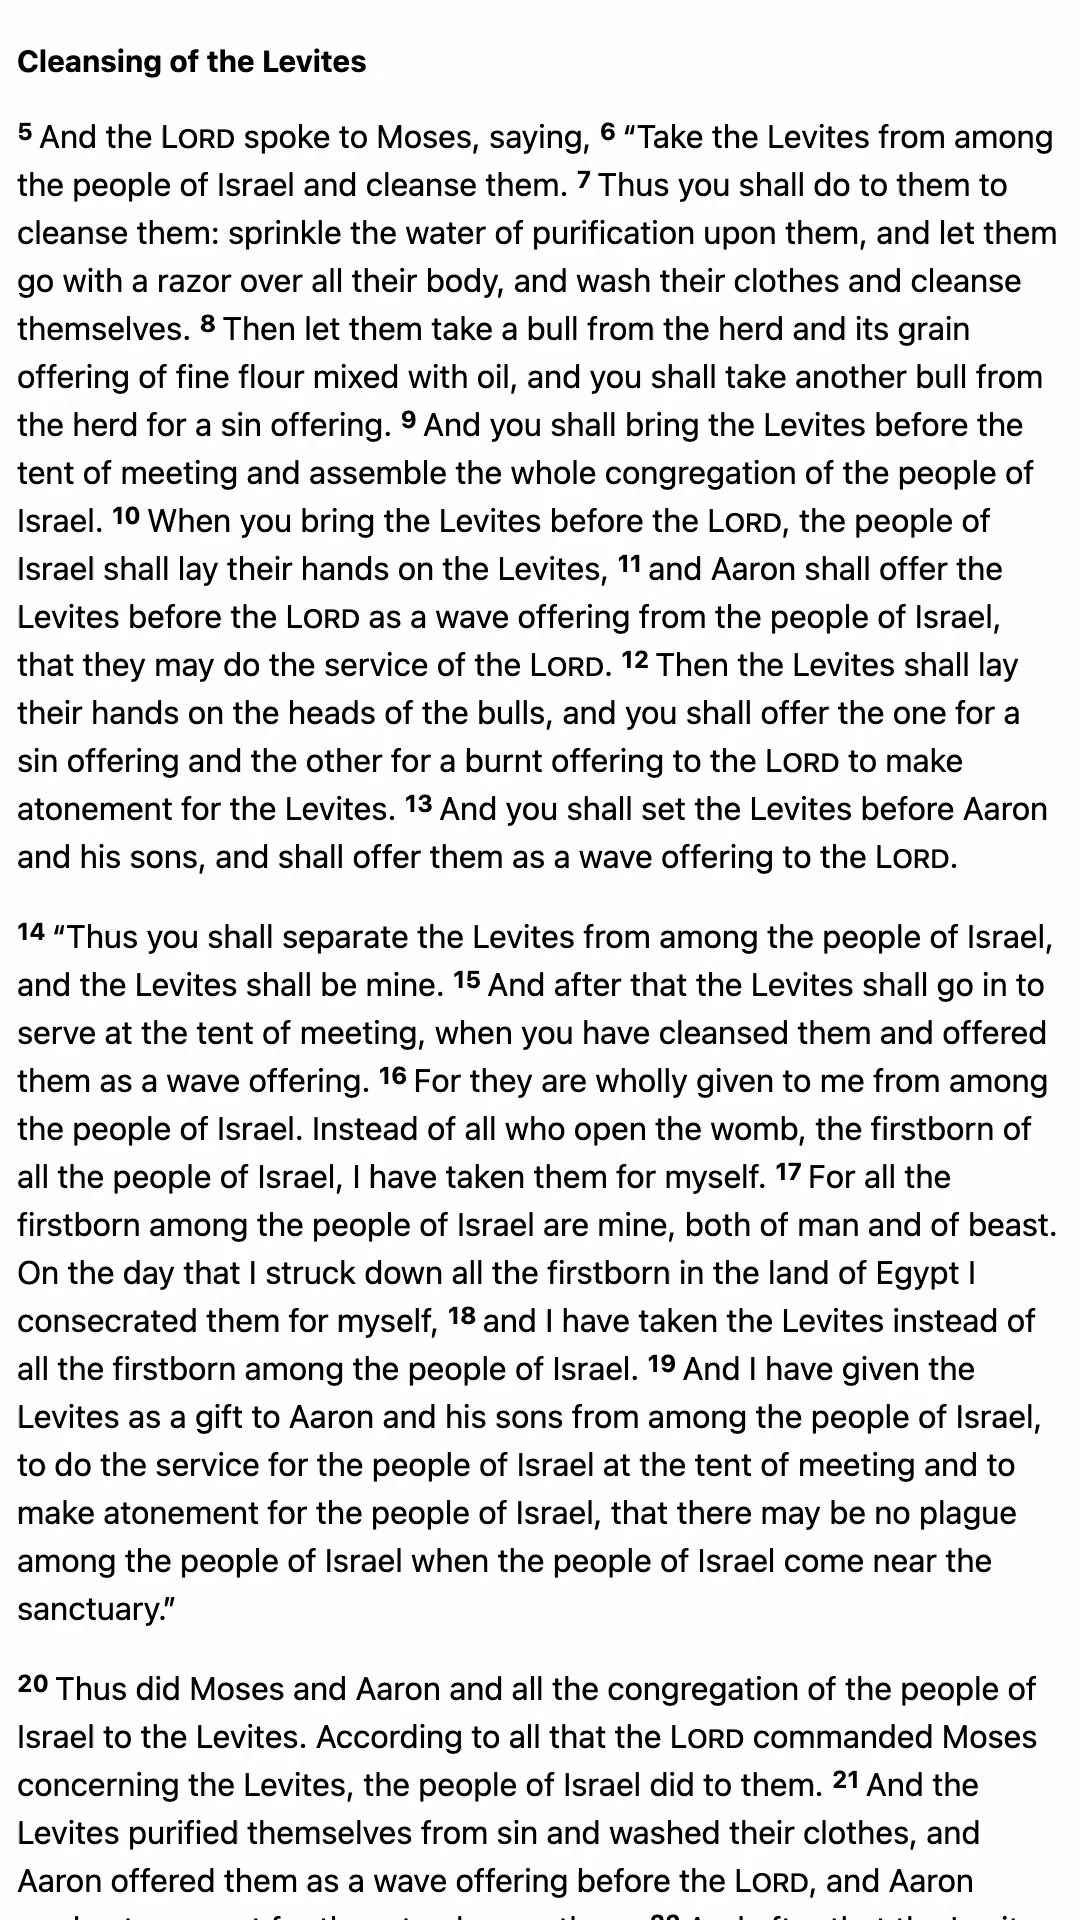 Cleansing of the Levites
5 And the LORD spoke to Moses, saying, 6 “Take the Levites from among
the people of Israel and cleanse them. 7 Thus you shall do to them to
cleanse them: sprinkle the water of purification upon them, and let them
go with a razor over all their body, and wash their clothes and cleanse
themselves. 8 Then let them take a bull from the herd and its grain
offering of fine flour mixed with oil, and you shall take another bull from
the herd for a sin offering. 9 And you shall bring the Levites before the
tent of meeting and assemble the whole congregation of the people of
Israel. 10 When you bring the Levites before the LORD, the people of
Israel shall lay their hands on the Levites, 11 and Aaron shall offer the
Levites before the LORD as a wave offering from the people of Israel,
that they may do the service of the LORD. 12 Then the Levites shall lay
their hands on the heads of the bulls, and you shall offer the one for a
sin offering and the other for a burnt offering to the LORD to make
atonement for the Levites. 13 And you shall set the Levites before Aaron
and his sons, and shall offer them as a wave offering to the LORD.
14 “Thus you shall separate the Levites from among the people of Israel,
and the Levites shall be mine. 15 And after that the Levites shall go in to
serve at the tent of meeting, when you have cleansed them and offered
them as a wave offering. 16 For they are wholly given to me from among
the people of Israel. Instead of all who open the womb, the firstborn of
all the people of Israel, I have taken them for myself. 17 For all the
firstborn among the people of Israel are mine, both of man and of beast.
On the day that I struck down all the firstborn in the land of Egypt I
consecrated them for myself, 18 and I have taken the Levites instead of
all the firstborn among the people of Israel. 19 And I have given the
Levites as a gift to Aaron and his sons from among the people of Israel,
to do the service for the people of Israel at the tent of meeting and to
make atonement for the people of Israel, that there may be no plague
among the people of Israel when the people of Israel come near the
sanctuary.”
20 Thus did Moses and Aaron and all the congregation of the people of
Israel to the Levites. According to all that the LORD commanded Moses
concerning the Levites, the people of Israel did to them. 21 And the
Levites purified themselves from sin and washed their clothes, and
Aaron offered them as a wave offering before the LORD, and Aaron